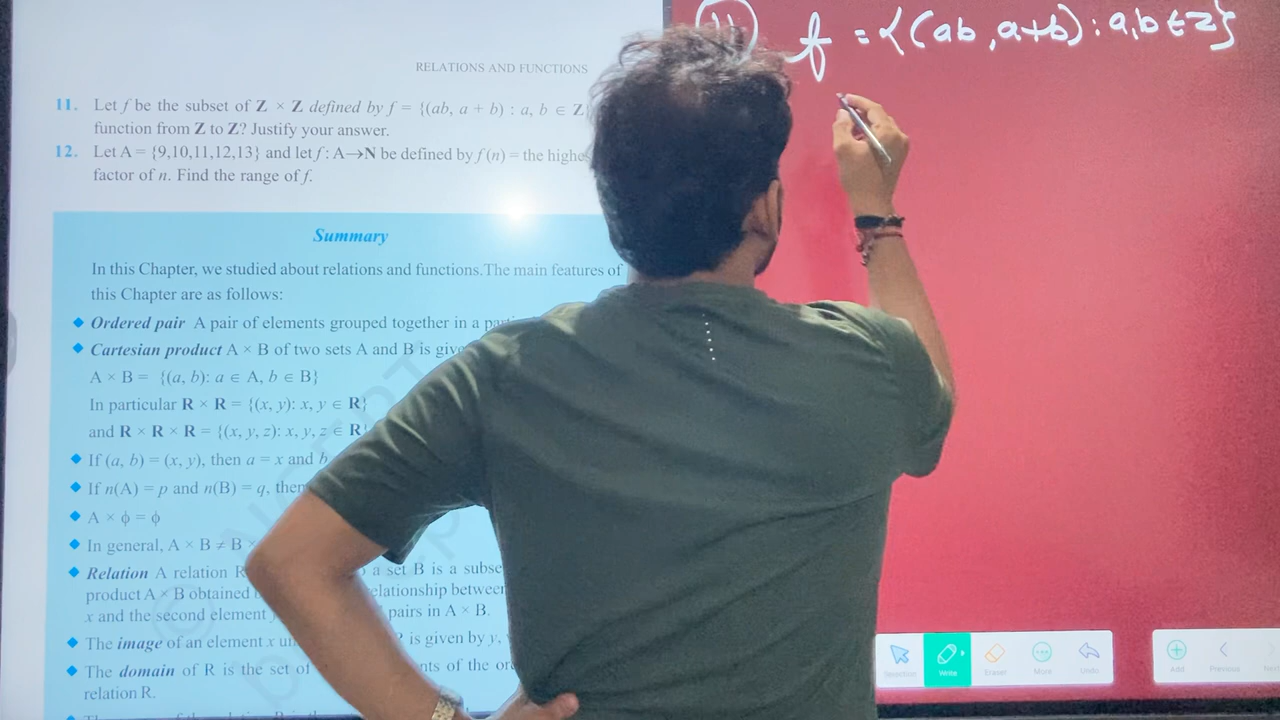 RELATIONS AND FUNCTIONS
11. Let f be the subset of Z × Z defined by f = {(ab, a + b) : a, b ∈ Z}
function from Z to Z? Justify your answer.
12. Let A = {9,10,11,12,13} and let f : A→N be defined by f (n) = the highe
factor of n. Find the range of f.
Summary
In this Chapter, we studied about relations and functions.The main features of
this Chapter are as follows:
◆ Ordered pair A pair of elements grouped together in a
◆ Cartesian product A × B of two sets A and B is give
A × B = {(a, b): a ∈ A, b ∈ B}
In particular R × R = {(x, y): x, y ∈ R}
and R × R × R = {(x, y, z): x, y, z ∈ R}
◆ If (a, b) = (x, y), then a = x and b
◆ If n(A) = p and n(B) = q, then
◆ A × ϕ = ϕ
◆ In general, A × B ≠ B ×
◆ Relation A relation R a set B is a subse
product A × B obtained elationship between
x and the second element pairs in A × B.
◆ The image of an element x un is given by y,
◆ The domain of R is the set of nts of the ord
relation R.
f = {(ab, a+b) : a, b ∈ Z}
Selection Write Eraser More Undo
Add Previous Next